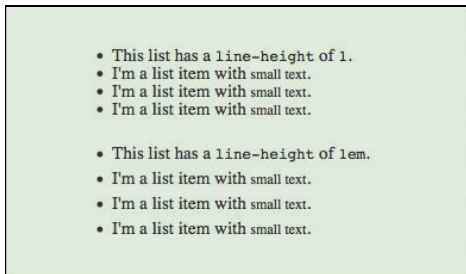 • This list has a line-height of 1.
• I'm a list item with small text.
• I'm a list item with small text.
• I'm a list item with small text.
• This list has a line-height of 1em.
• I'm a list item with small text.
• I'm a list item with small text.
• I'm a list item with small text.